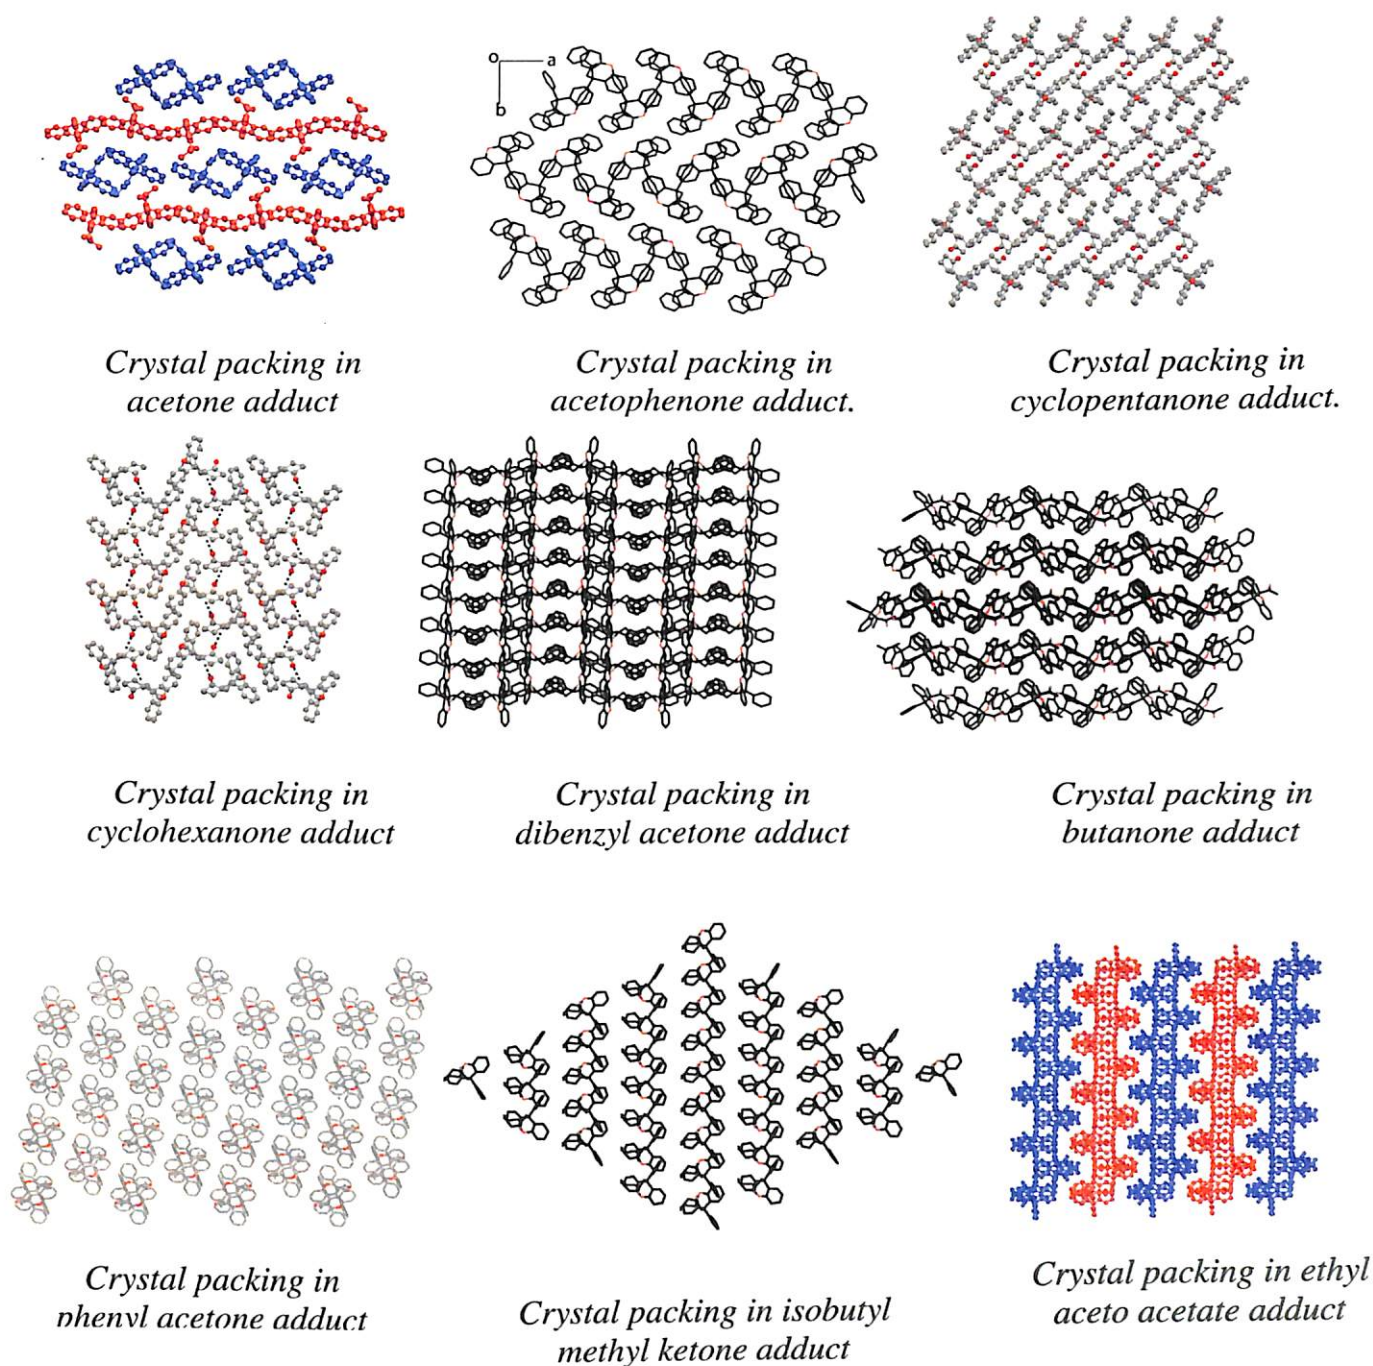 o a
b
Crystal packing in
acetone adduct
Crystal packing in
acetophenone adduct.
Crystal packing in
cyclopentanone adduct.
Crystal packing in
cyclohexanone adduct
Crystal packing in
dibenzyl acetone adduct
Crystal packing in
butanone adduct
Crystal packing in
phenyl acetone adduct
Crystal packing in isobutyl
methyl ketone adduct
Crystal packing in ethyl
aceto acetate adduct